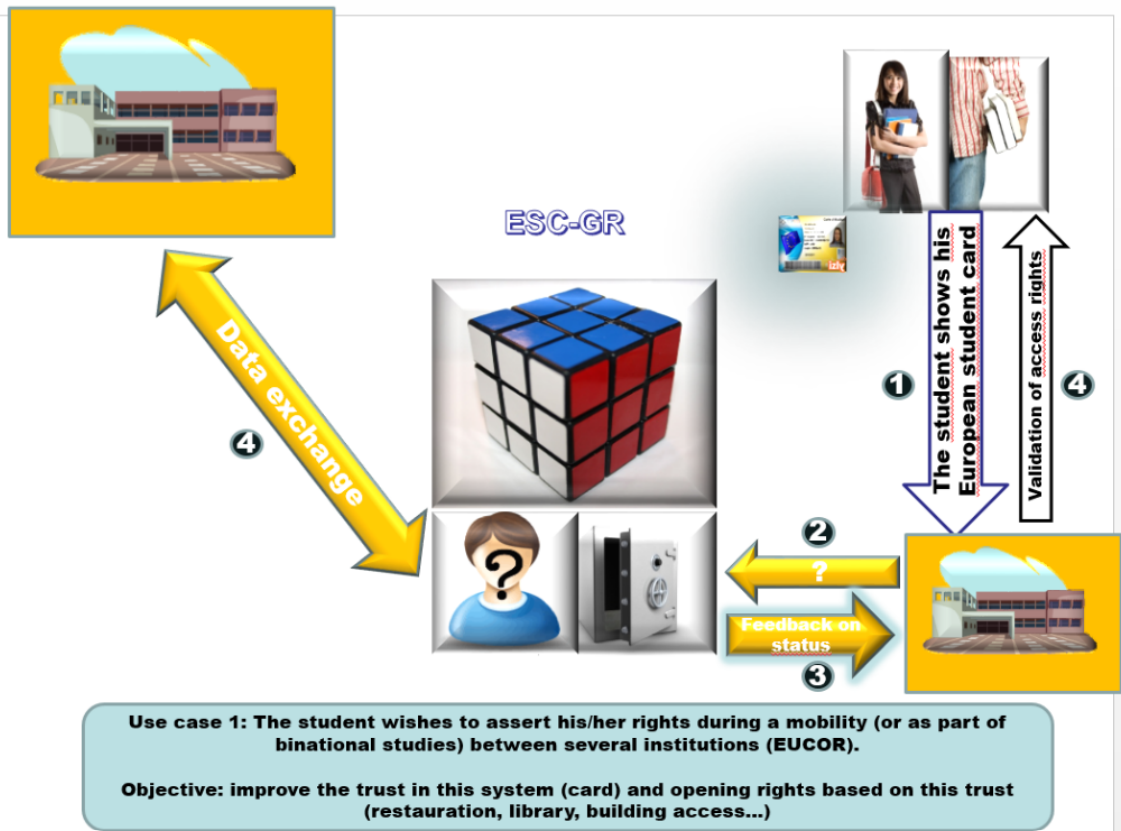 ESC-GR
izly
Data exchange
4
1
The student shows his
European student card
Validation of access rights
4
2
?
?
Feedback on
status
3
Use case 1: The student wishes to assert his/her rights during a mobility (or as part of
binational studies) between several institutions (EUCOR).
Objective: improve the trust in this system (card) and opening rights based on this trust
(restauration, library, building access...)